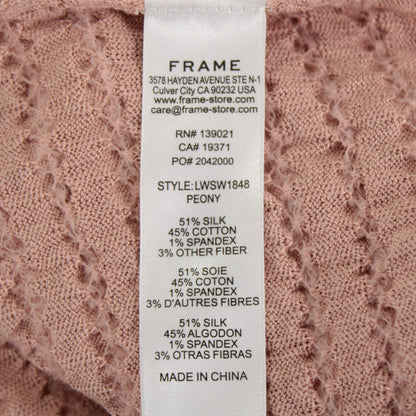 FRAME
3578 HAYDEN AVENUE STE N-1
Culver City CA 90232 USA
www.frame-store.com
care@frame-store.com
RN# 139021
CA# 19371
PO# 2042000
STYLE: LWSW1848
PEONY
51% SILK
45% COTTON
1% SPANDEX
3% OTHER FIBER
51% SOIE
45% COTON
1% SPANDEX
3% D'AUTRES FIBRES
51% SILK
45% ALGODON
1% SPANDEX
3% OTRAS FIBRAS
MADE IN CHINA